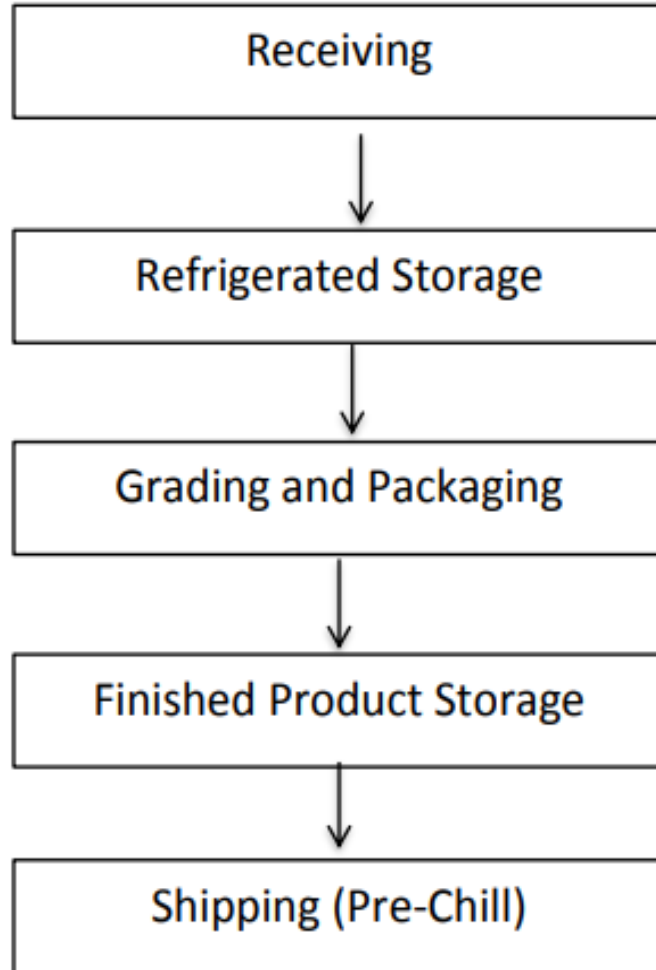 Receiving
Refrigerated Storage
Grading and Packaging
Finished Product Storage
Shipping (Pre-Chill)